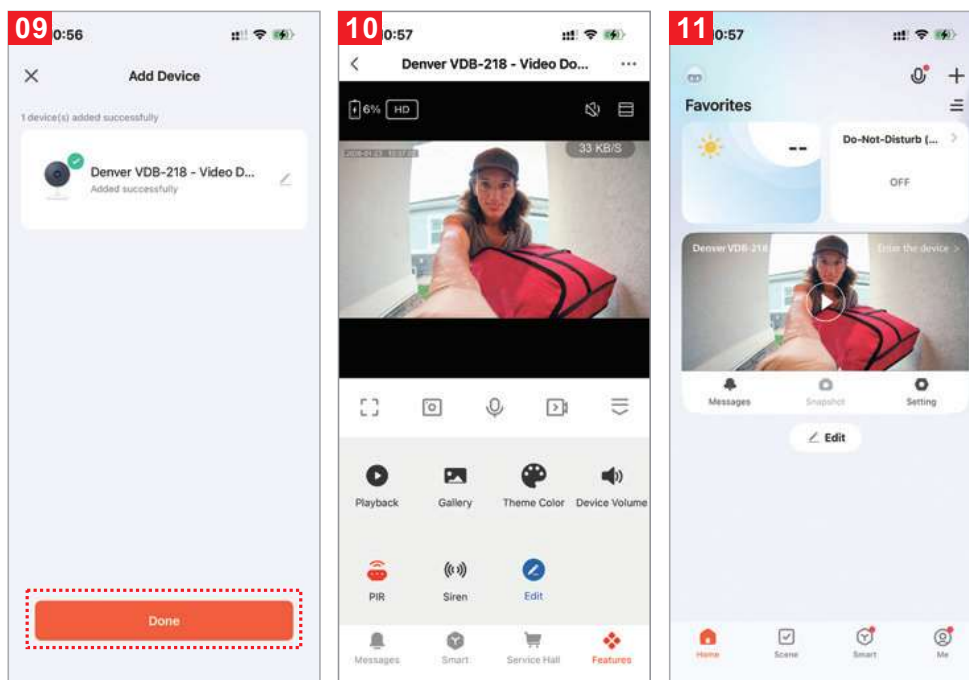 09
0:56
Add Device
1 device(s) added successfully
Denver VDB-218 - Video D...
Added successfully
Done
10
0:57
Denver VDB-218 - Video Do...
6% HD
33 KB/S
Playback Gallery Theme Color Device Volume
PIR Siren Edit
Messages Smart Service Hall Features
11
0:57
Favorites
--
Do-Not-Disturb (...
OFF
Denver VDB-218 Enter the device >
Messages Snapshot Setting
Edit
Home Scene Smart Me